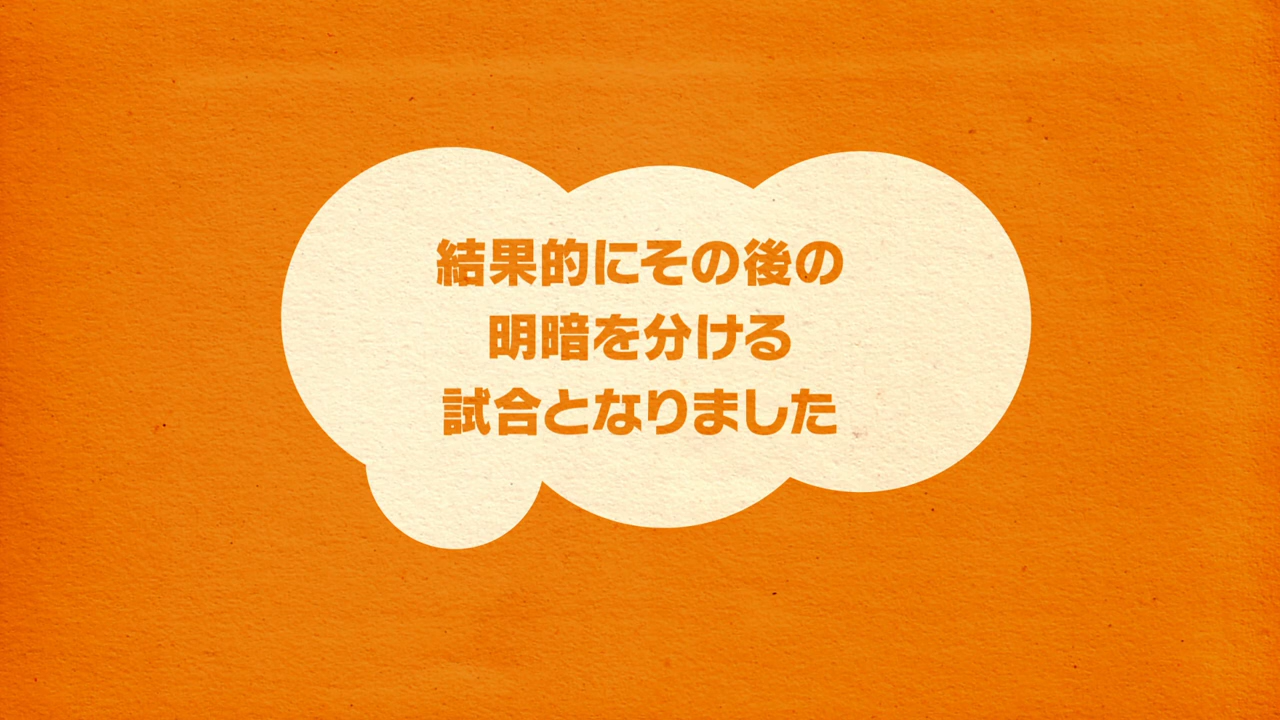 結果的にその後の
明暗を分ける
試合となりました